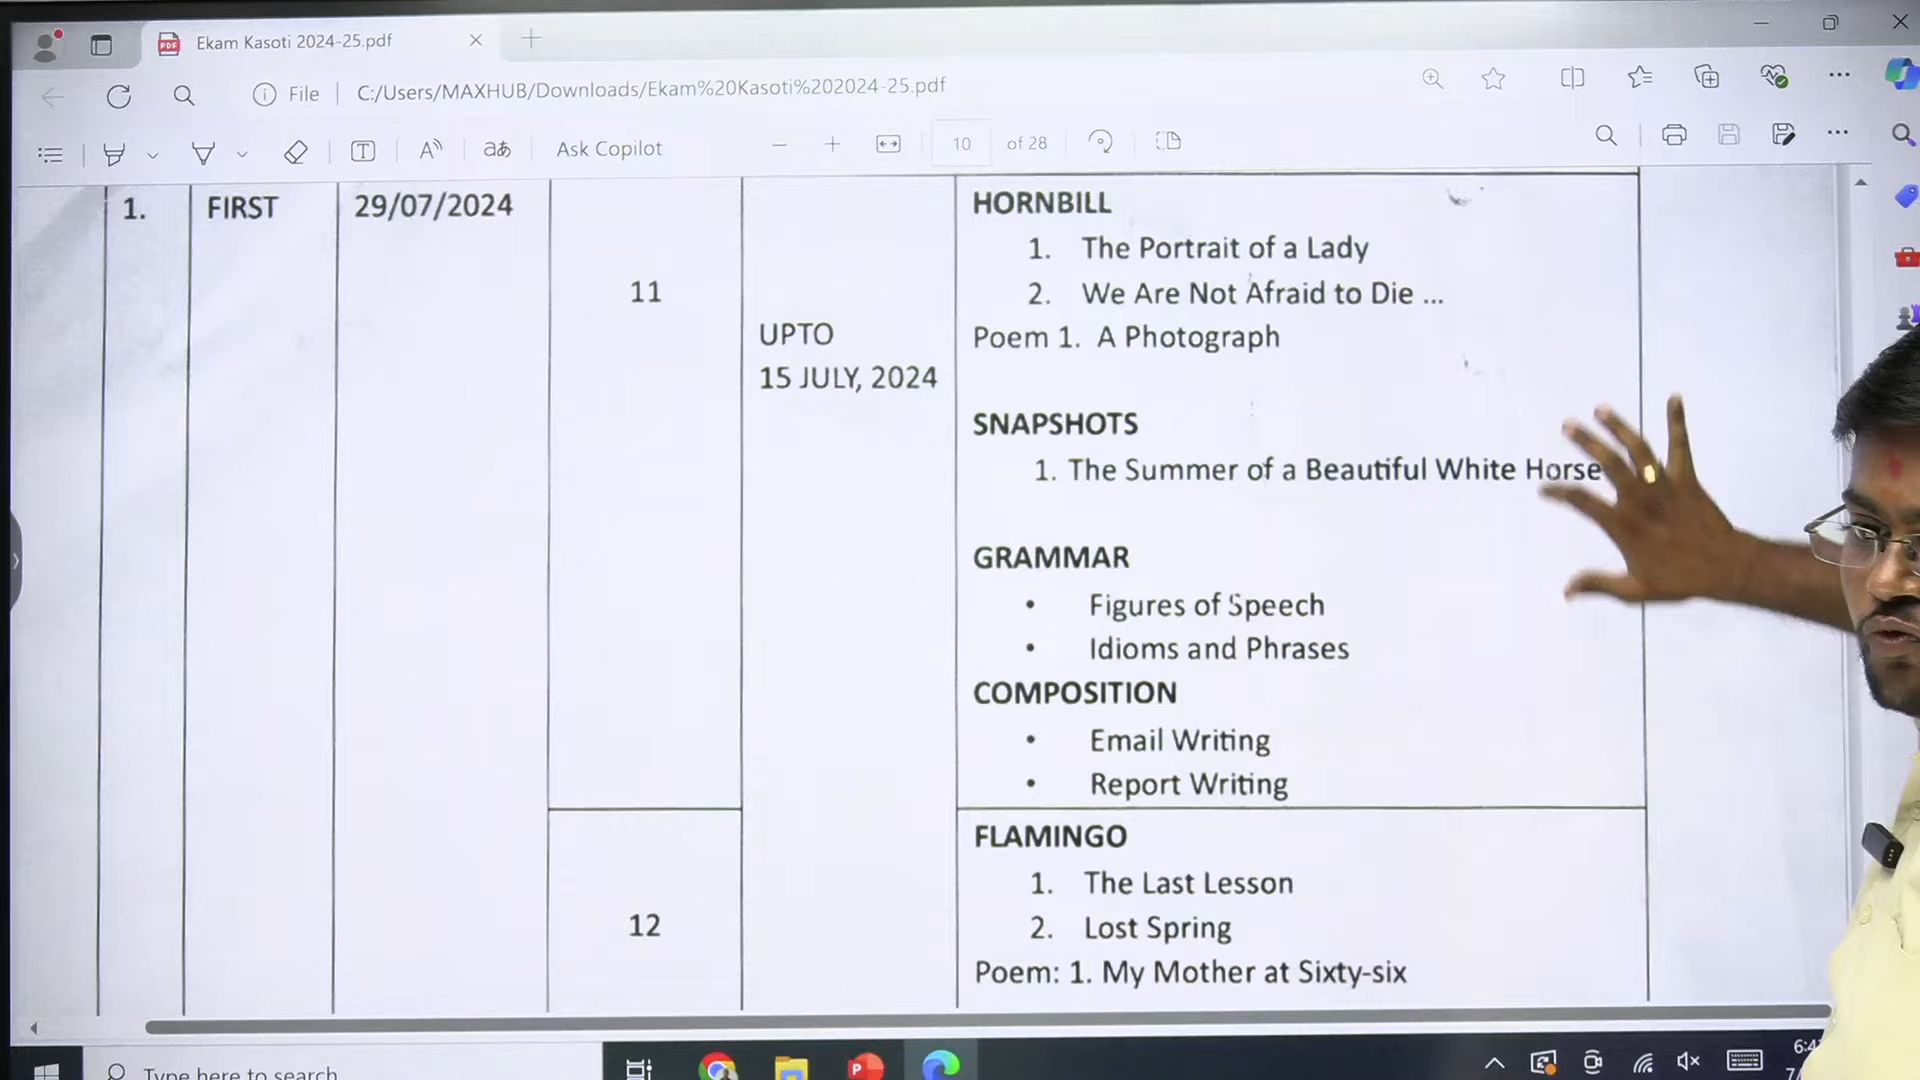 Ekam Kasoti 2024-25.pdf
File
C:/Users/MAXHUB/Downloads/Ekam%20Kasoti%202024-25.pdf
Ask Copilot
10 of 28
1. FIRST 29/07/2024
11
UPTO
15 JULY, 2024
HORNBILL
1. The Portrait of a Lady
2. We Are Not Afraid to Die ...
Poem 1. A Photograph
SNAPSHOTS
1. The Summer of a Beautiful White Horse
GRAMMAR
• Figures of Speech
• Idioms and Phrases
COMPOSITION
• Email Writing
• Report Writing
12
FLAMINGO
1. The Last Lesson
2. Lost Spring
Poem: 1. My Mother at Sixty-six
Type here to search